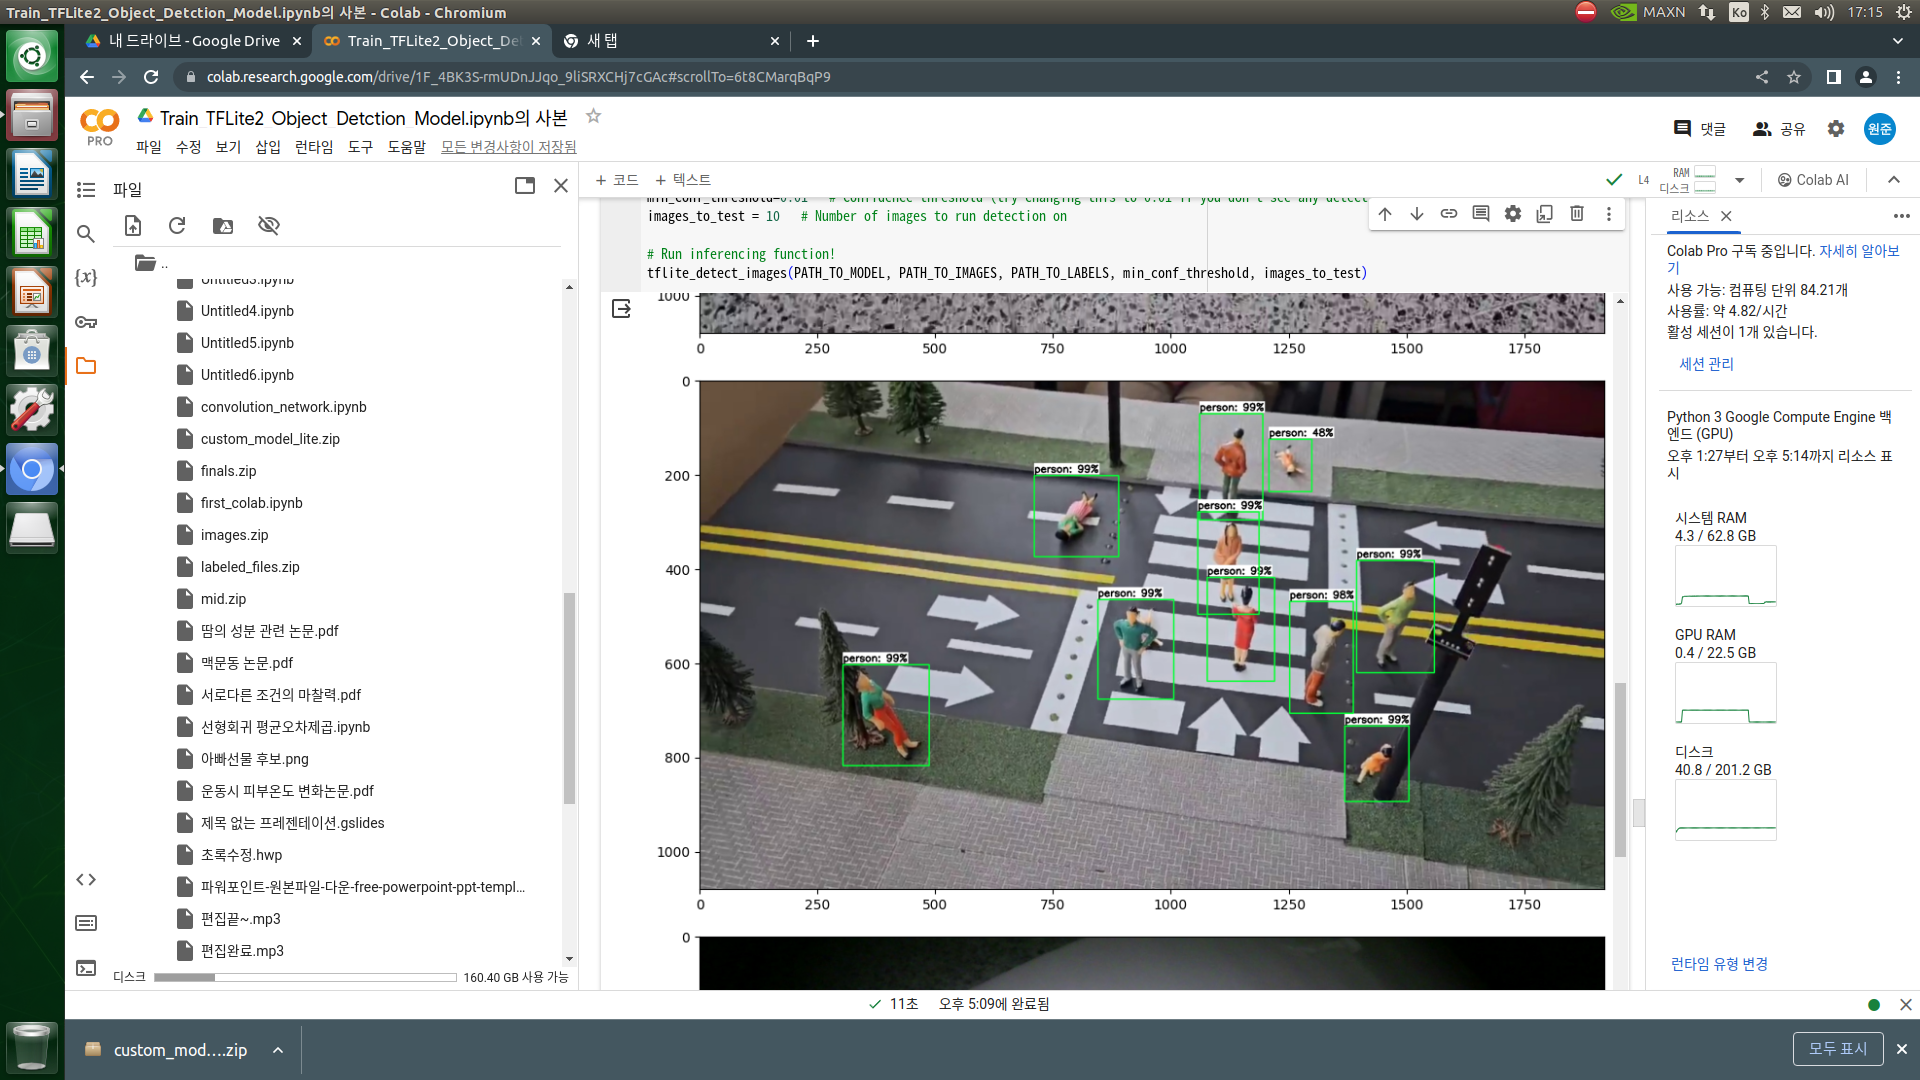 Train_TFLite2_Object_Detction_Model.ipynb의 사본 - Colab - Chromium
MAXN
Ko
17:15
내 드라이브 - Google Drive
Train_TFLite2_Object_De
새 탭
colab.research.google.com/drive/1F_4BK3S-rmUDnJJqo_9liSRXCHj7cGAc#scrollTo=6t8CMarqBqP9
PRO
Train_TFLite2_Object_Detction_Model.ipynb의 사본
파일 수정 보기 삽입 런타임 도구 도움말 모든 변경사항이 저장됨
댓글
공유
원준
파일
+ 코드 + 텍스트
L4
RAM
디스크
Colab AI
..
Untitled3.ipynb
Untitled4.ipynb
Untitled5.ipynb
Untitled6.ipynb
convolution_network.ipynb
custom_model_lite.zip
finals.zip
first_colab.ipynb
images.zip
labeled_files.zip
mid.zip
땀의 성분 관련 논문.pdf
맥문동 논문.pdf
서로다른 조건의 마찰력.pdf
선형회귀 평균오차제곱.ipynb
아빠선물 후보.png
운동시 피부온도 변화논문.pdf
제목 없는 프레젠테이션.gslides
초록수정.hwp
파워포인트-원본파일-다운-free-powerpoint-ppt-templ...
편집끝~.mp3
편집완료.mp3
디스크
160.40 GB 사용 가능
min_conf_threshold=0.01 # Confidence threshold (try changing this to 0.01 if you don't see any detect
images_to_test = 10 # Number of images to run detection on
# Run inferencing function!
tflite_detect_images(PATH_TO_MODEL, PATH_TO_IMAGES, PATH_TO_LABELS, min_conf_threshold, images_to_test)
1000
0 250 500 750 1000 1250 1500 1750
0
200
400
600
800
1000
person: 99%
person: 48%
person: 99%
person: 99%
person: 99%
person: 99%
person: 99%
person: 98%
person: 99%
person: 99%
0 250 500 750 1000 1250 1500 1750
0
리소스
Colab Pro 구독 중입니다. 자세히 알아보
기
사용 가능: 컴퓨팅 단위 84.21개
사용률: 약 4.82/시간
활성 세션이 1개 있습니다.
세션 관리
Python 3 Google Compute Engine 백
엔드 (GPU)
오후 1:27부터 오후 5:14까지 리소스 표
시
시스템 RAM
4.3 / 62.8 GB
GPU RAM
0.4 / 22.5 GB
디스크
40.8 / 201.2 GB
런타임 유형 변경
11초 오후 5:09에 완료됨
custom_mod....zip
모두 표시